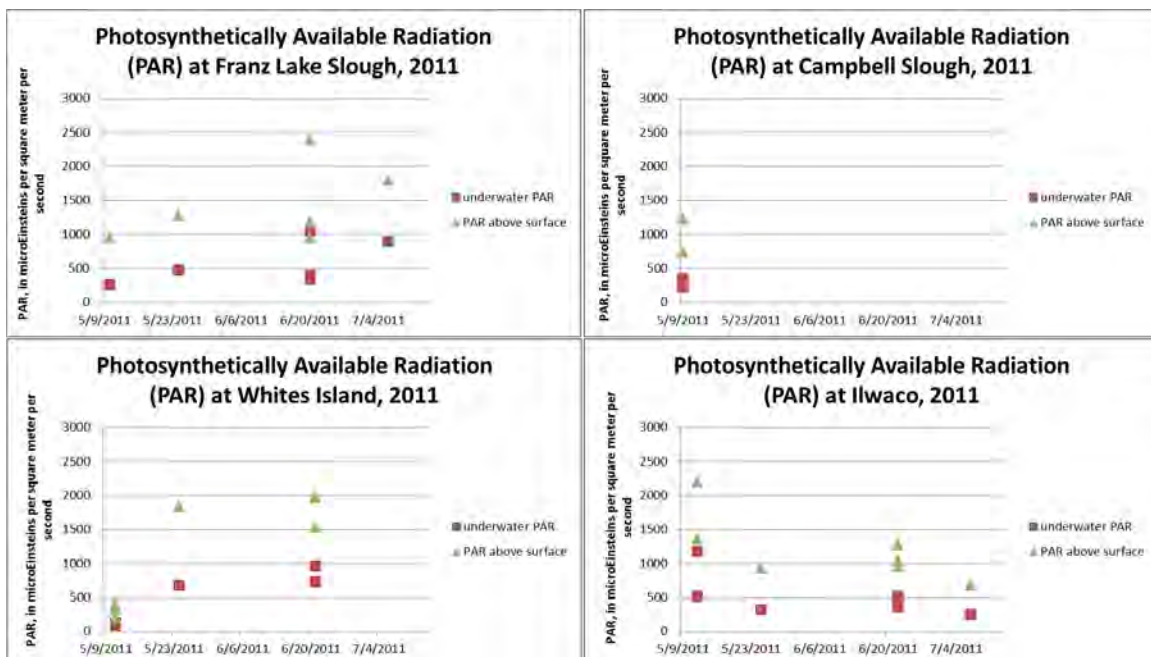 Photosynthetically Available Radiation
(PAR) at Franz Lake Slough, 2011
PAR, in microEinsteins per square meter per
second
3000
2500
2000
1500
1000
500
0
5/9/2011 5/23/2011 6/6/2011 6/20/2011 7/4/2011
underwater PAR
PAR above surface
Photosynthetically Available Radiation
(PAR) at Campbell Slough, 2011
PAR, in microEinsteins per square meter per
second
3000
2500
2000
1500
1000
500
0
5/9/2011 5/23/2011 6/6/2011 6/20/2011 7/4/2011
underwater PAR
PAR above surface
Photosynthetically Available Radiation
(PAR) at Whites Island, 2011
PAR, in microEinsteins per square meter per
second
3000
2500
2000
1500
1000
500
0
5/9/2011 5/23/2011 6/6/2011 6/20/2011 7/4/2011
underwater PAR
PAR above surface
Photosynthetically Available Radiation
(PAR) at Ilwaco, 2011
PAR, in microEinsteins per square meter per
second
3000
2500
2000
1500
1000
500
0
5/9/2011 5/23/2011 6/6/2011 6/20/2011 7/4/2011
underwater PAR
PAR above surface